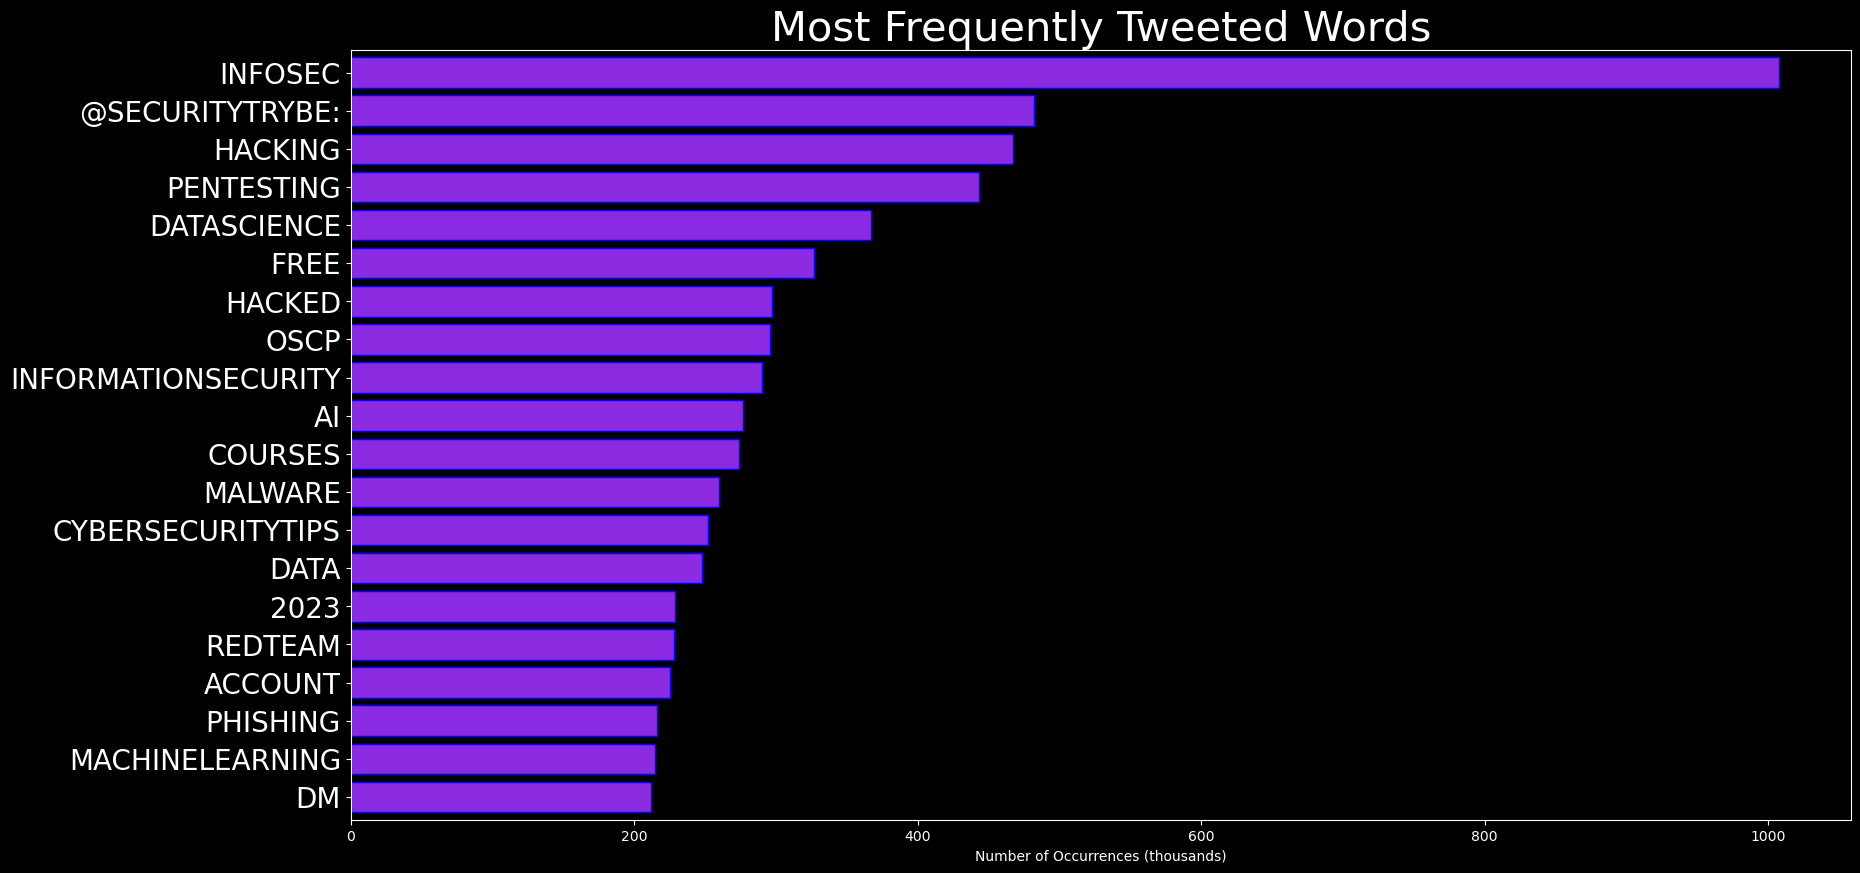 Most Frequently Tweeted Words
INFOSEC
@SECURITYTRYBE:
HACKING
PENTESTING
DATASCIENCE
FREE
HACKED
OSCP
INFORMATIONSECURITY
AI
COURSES
MALWARE
CYBERSECURITYTIPS
DATA
2023
REDTEAM
ACCOUNT
PHISHING
MACHINELEARNING
DM
0 200 400 600 800 1000
Number of Occurrences (thousands)